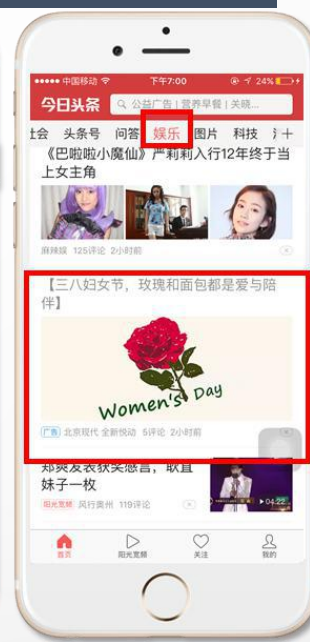 中国移动 下午7:00 24%
今日头条 公益广告 | 营养早餐 | 关晓...
社会 头条号 问答 娱乐 图片 科技
《巴啦啦小魔仙》严莉莉入行12年终于当
上女主角
麻辣娱 125评论 2小时前
【三八妇女节,玫瑰和面包都是爱与陪
伴】
Women's Day
广告 北京现代 全新悦动 5评论 2小时前
郑爽发表获奖感言,耿直
妹子一枚
04:22
阳光宽频 风行奥州 119评论
首页 阳光宽频 关注 我的